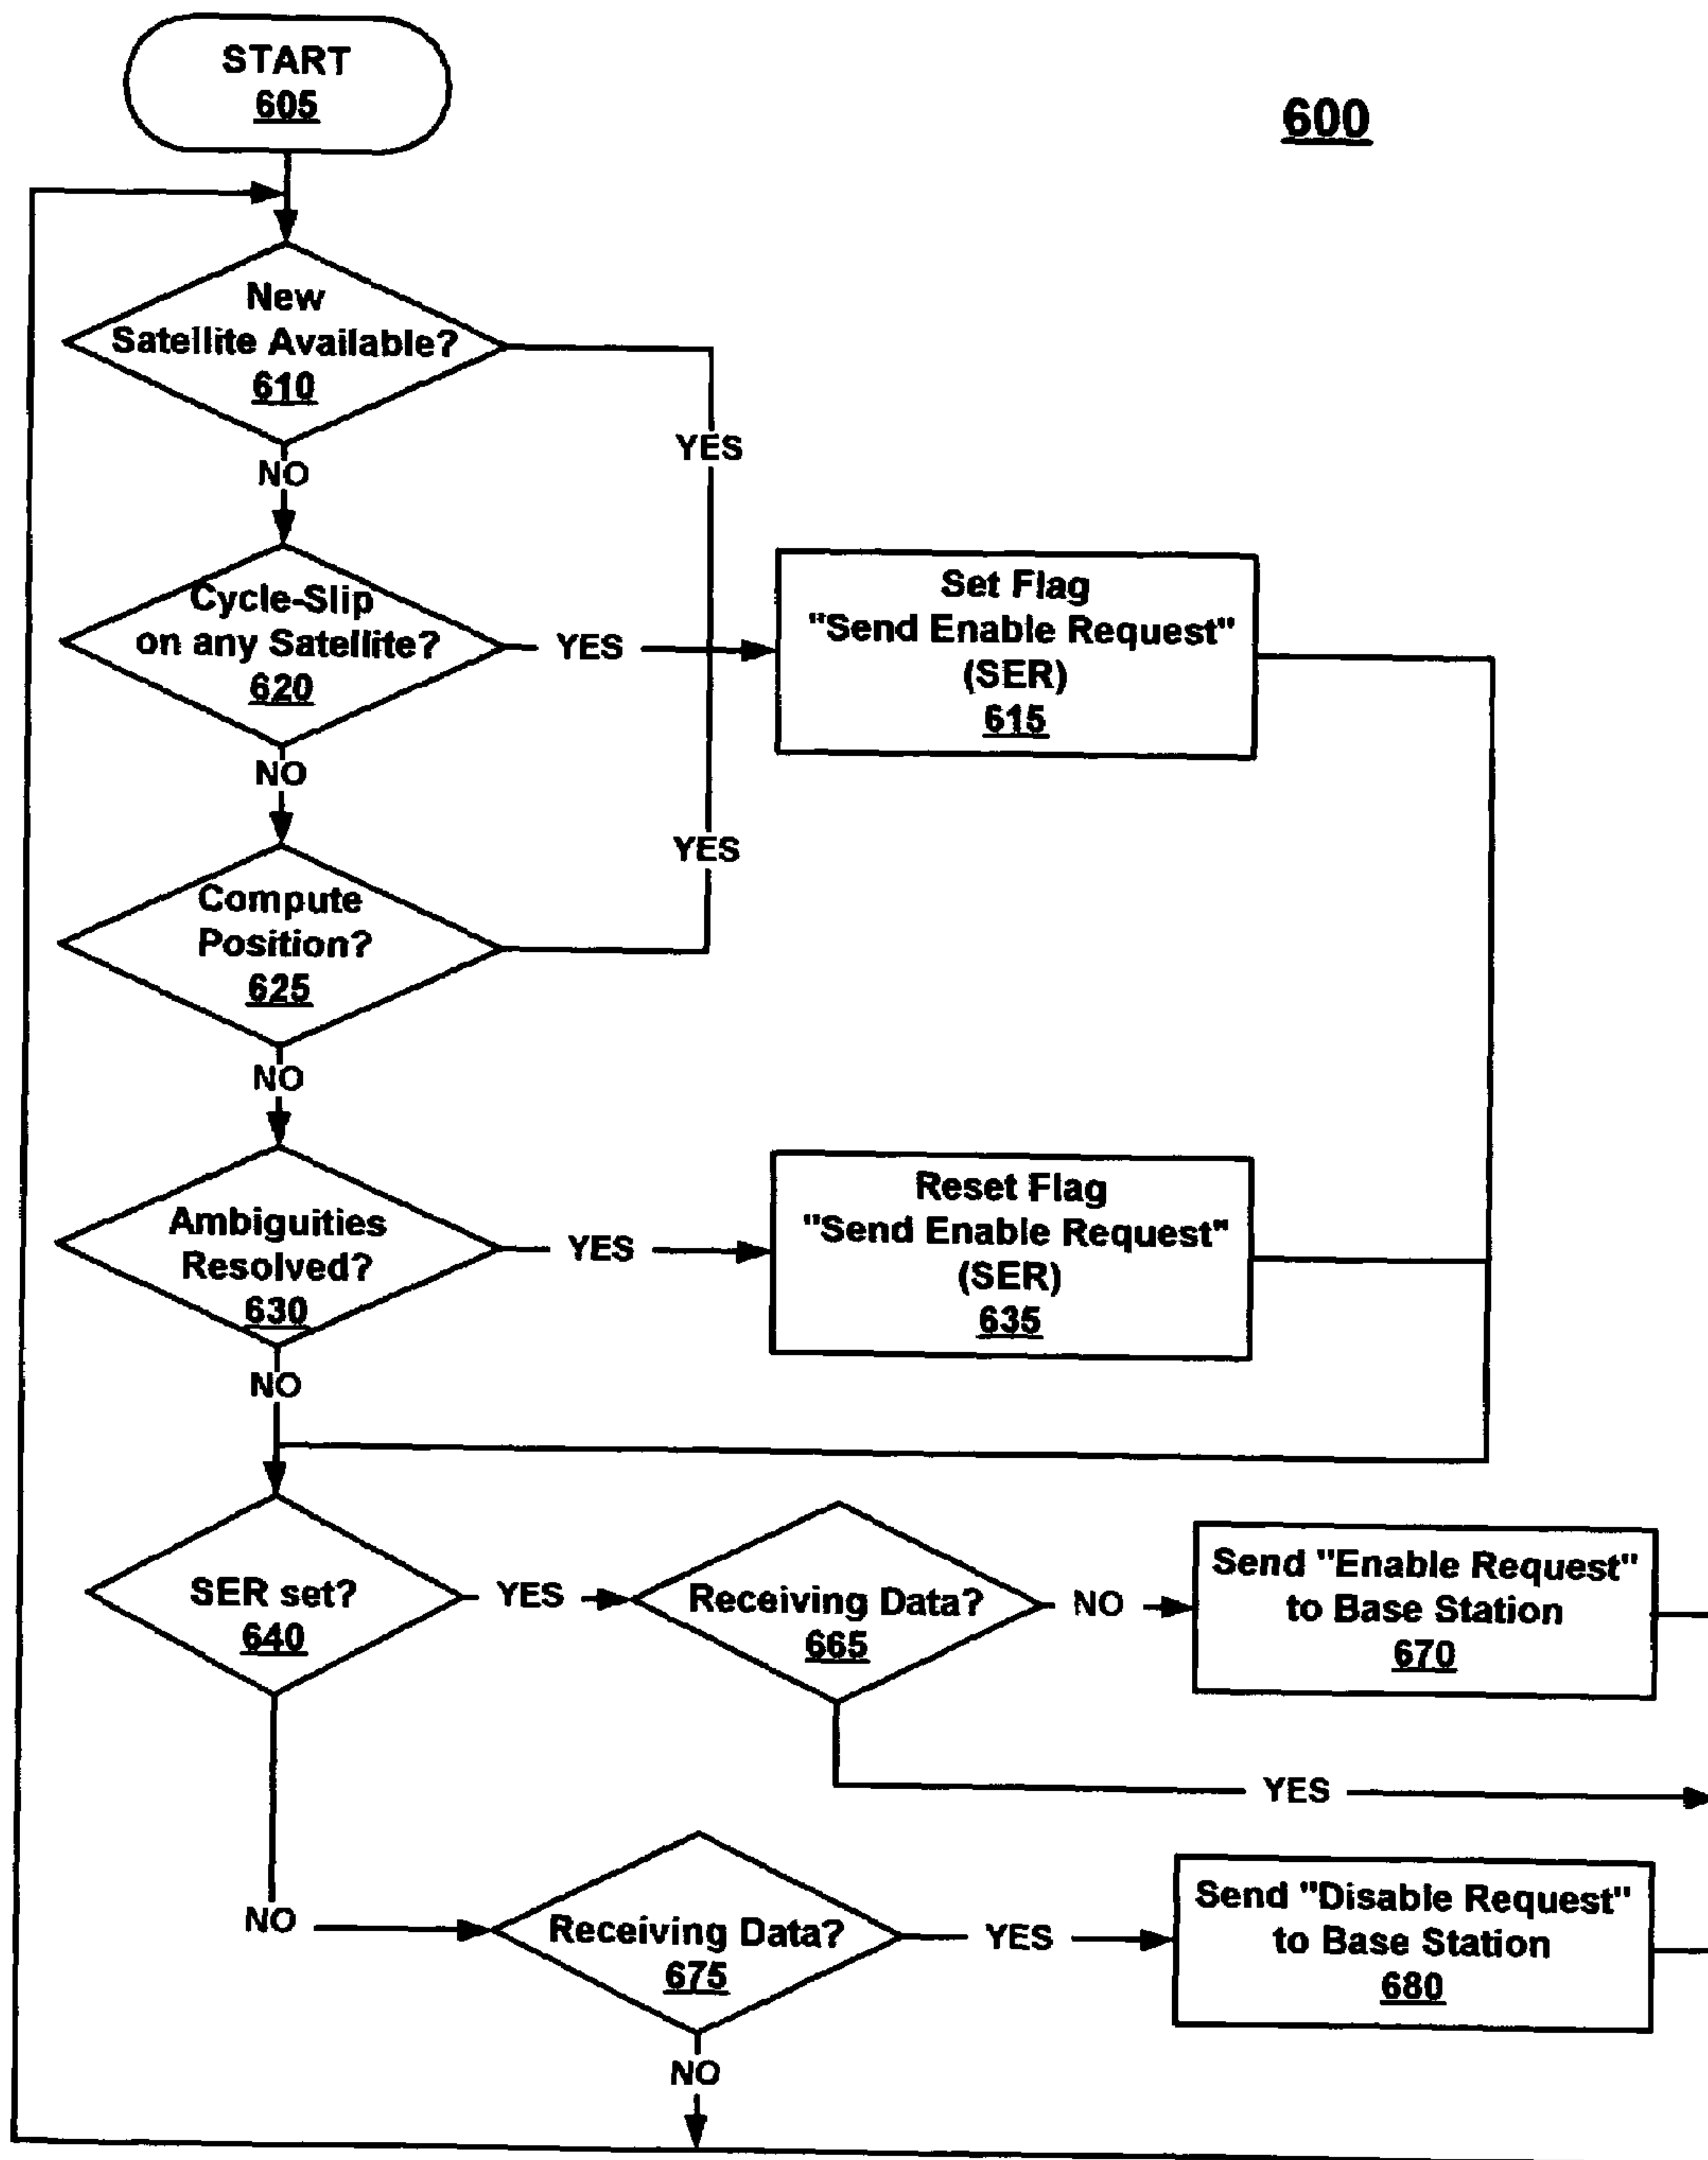 START
605
600
New
Satellite Available?
610
YES
NO
Cycle-Slip
on any Satellite?
620
YES
Set Flag
"Send Enable Request"
(SER)
615
NO
YES
Compute
Position?
625
NO
Ambiguities
Resolved?
630
YES
Reset Flag
"Send Enable Request"
(SER)
635
NO
SER set?
640
YES
Receiving Data?
665
NO
Send "Enable Request"
to Base Station
670
YES
NO
Receiving Data?
675
YES
Send "Disable Request"
to Base Station
680
NO